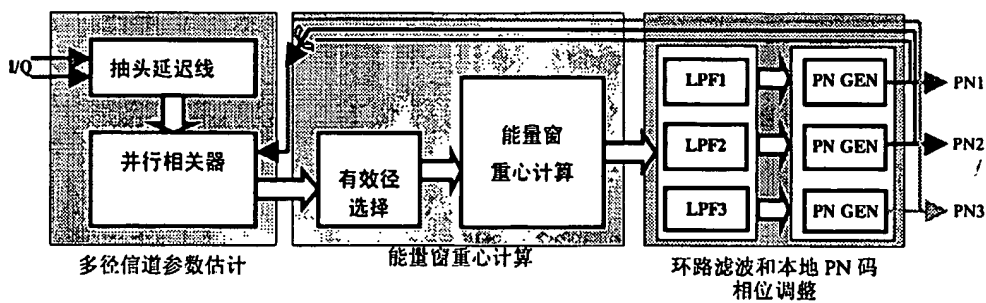 I/Q
抽头延迟线
并行相关器
有效径
选择
能量窗
重心计算
LPF1
LPF2
LPF3
PN GEN
PN GEN
PN GEN
PN1
PN2
PN3
多径信道参数估计
能量窗重心计算
环路滤波和本地 PN 码
相位调整